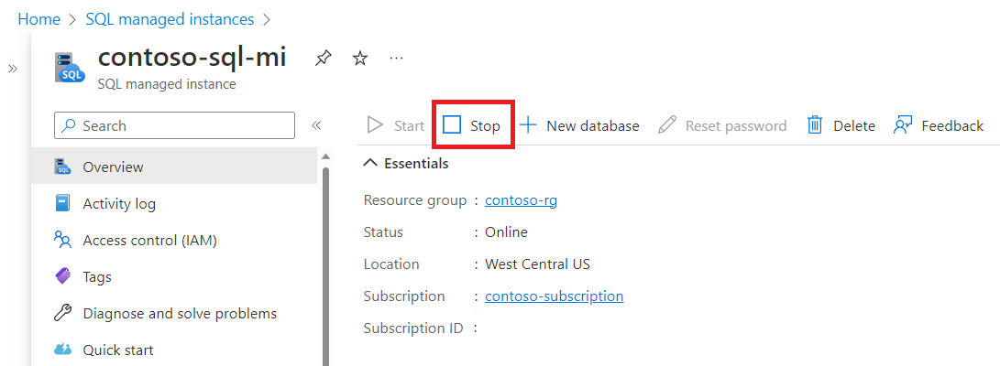 Home > SQL managed instances >
»
contoso-sql-mi ...
SQL managed instance
Search «
Start Stop New database Reset password Delete Feedback
Essentials
SQL Overview
Resource group : contoso-rg
Activity log
Status : Online
Access control (IAM)
Location : West Central US
Tags
Subscription : contoso-subscription
Diagnose and solve problems
Subscription ID :
Quick start
SQL